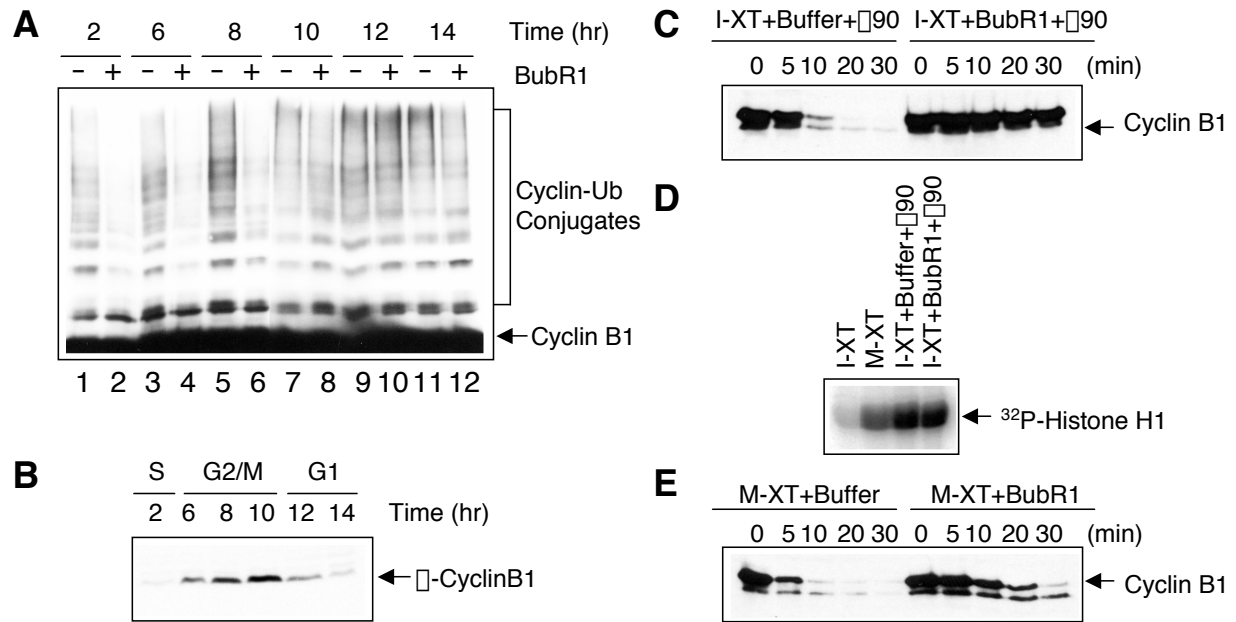 A
2 6 8 10 12 14 Time (hr)
– + – + – + – + – + – + BubR1
Cyclin-Ub
Conjugates
Cyclin B1
1 2 3 4 5 6 7 8 9 10 11 12
B
S G2/M G1
2 6 8 10 12 14 Time (hr)
▯-CyclinB1
C
I-XT+Buffer+▯90 I-XT+BubR1+▯90
0 5 10 20 30 0 5 10 20 30 (min)
Cyclin B1
D
I-XT
M-XT
I-XT+Buffer+▯90
I-XT+BubR1+▯90
³²P-Histone H1
E
M-XT+Buffer M-XT+BubR1
0 5 10 20 30 0 5 10 20 30 (min)
Cyclin B1